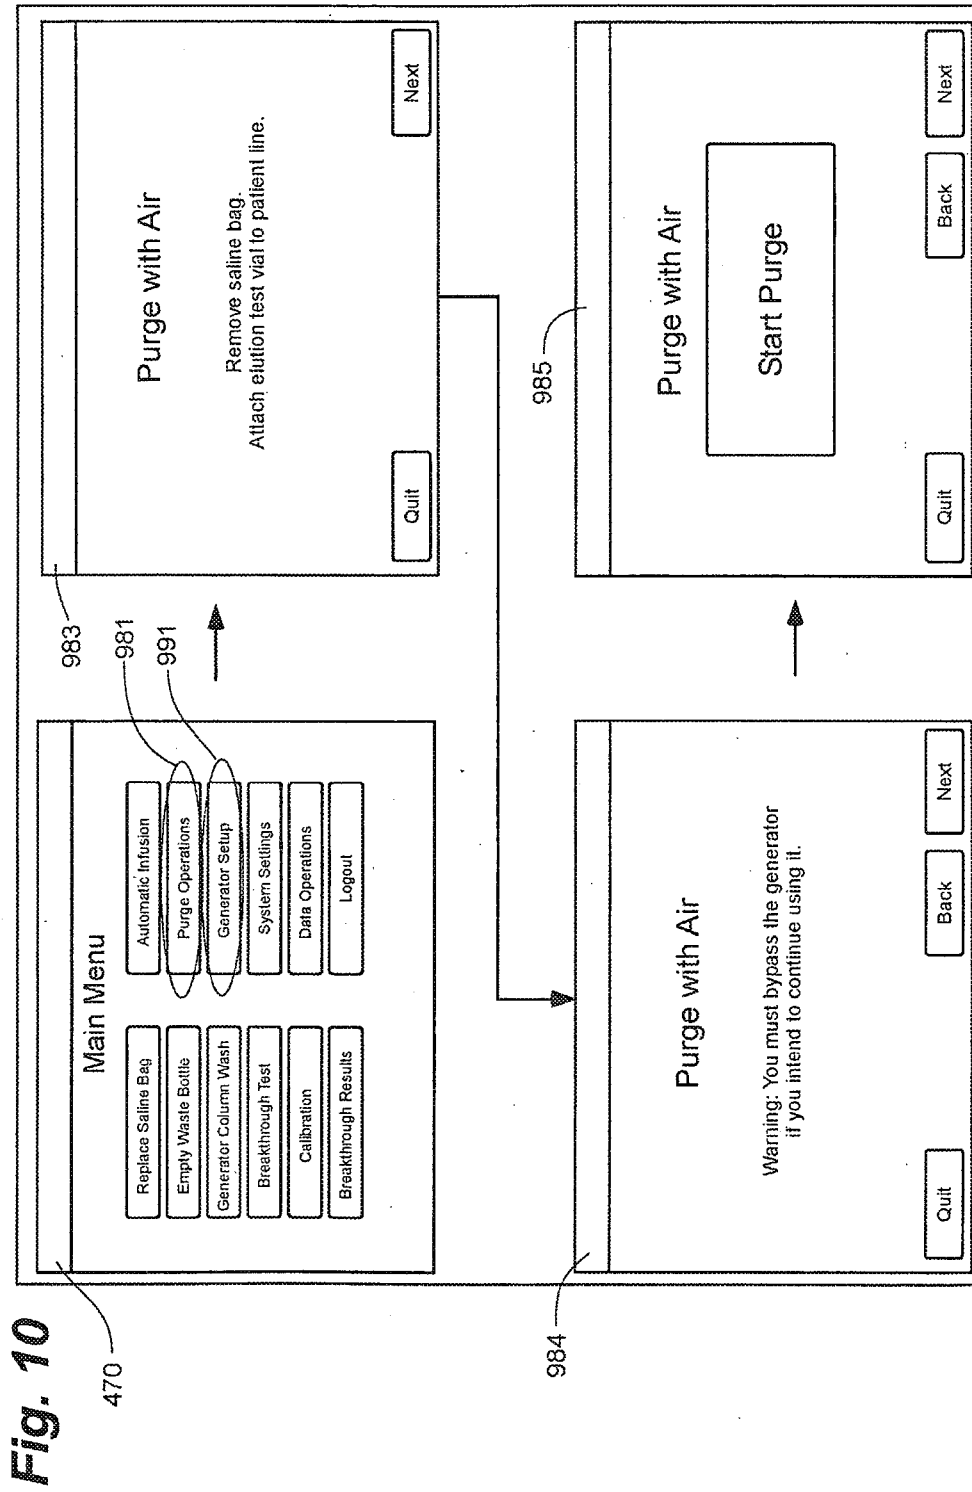 Fig. 10
470
Main Menu
Replace Saline Bag
Automatic Infusion
Empty Waste Bottle
Purge Operations
Generator Column Wash
Generator Setup
Breakthrough Test
System Settings
Calibration
Data Operations
Breakthrough Results
Logout
981
991
983
Purge with Air
Remove saline bag.
Attach elution test vial to patient line.
Quit
Next
984
Purge with Air
Warning: You must bypass the generator
if you intend to continue using it.
Quit
Back
Next
985
Purge with Air
Start Purge
Quit
Back
Next